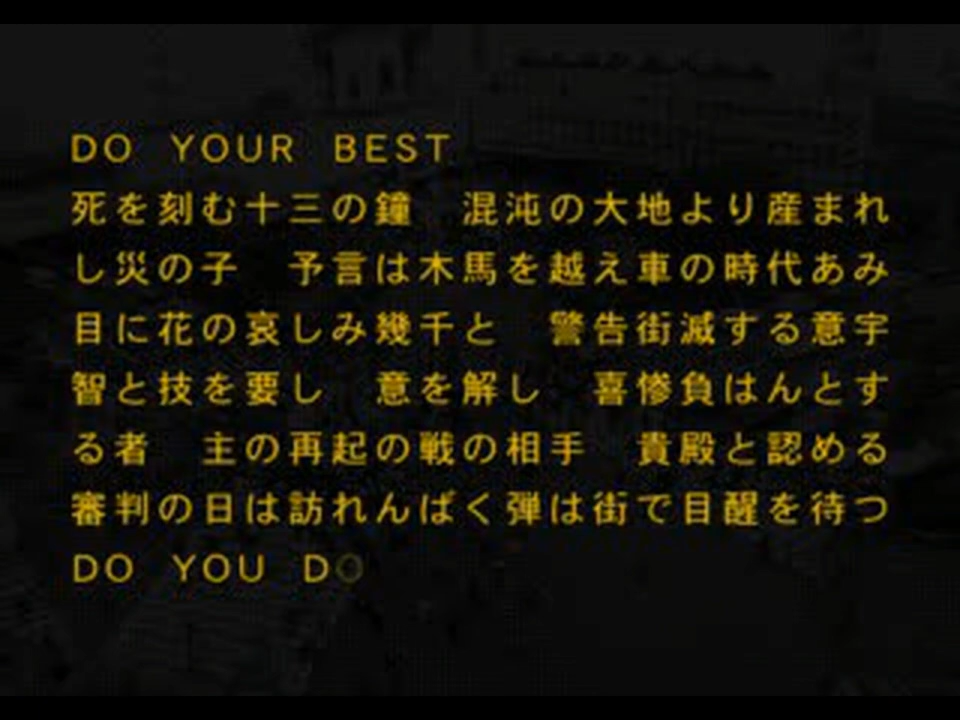 DO YOUR BEST
死を刻む十三の鐘　混沌の大地より産まれ
し災の子　予言は木馬を越え車の時代あみ
目に花の哀しみ幾千と　警告街滅する意宇
智と技を要し　意を解し　喜惨負はんとす
る者　主の再起の戦の相手　貴殿と認める
審判の日は訪れんばく弾は街で目醒を待つ
DO YOU DO